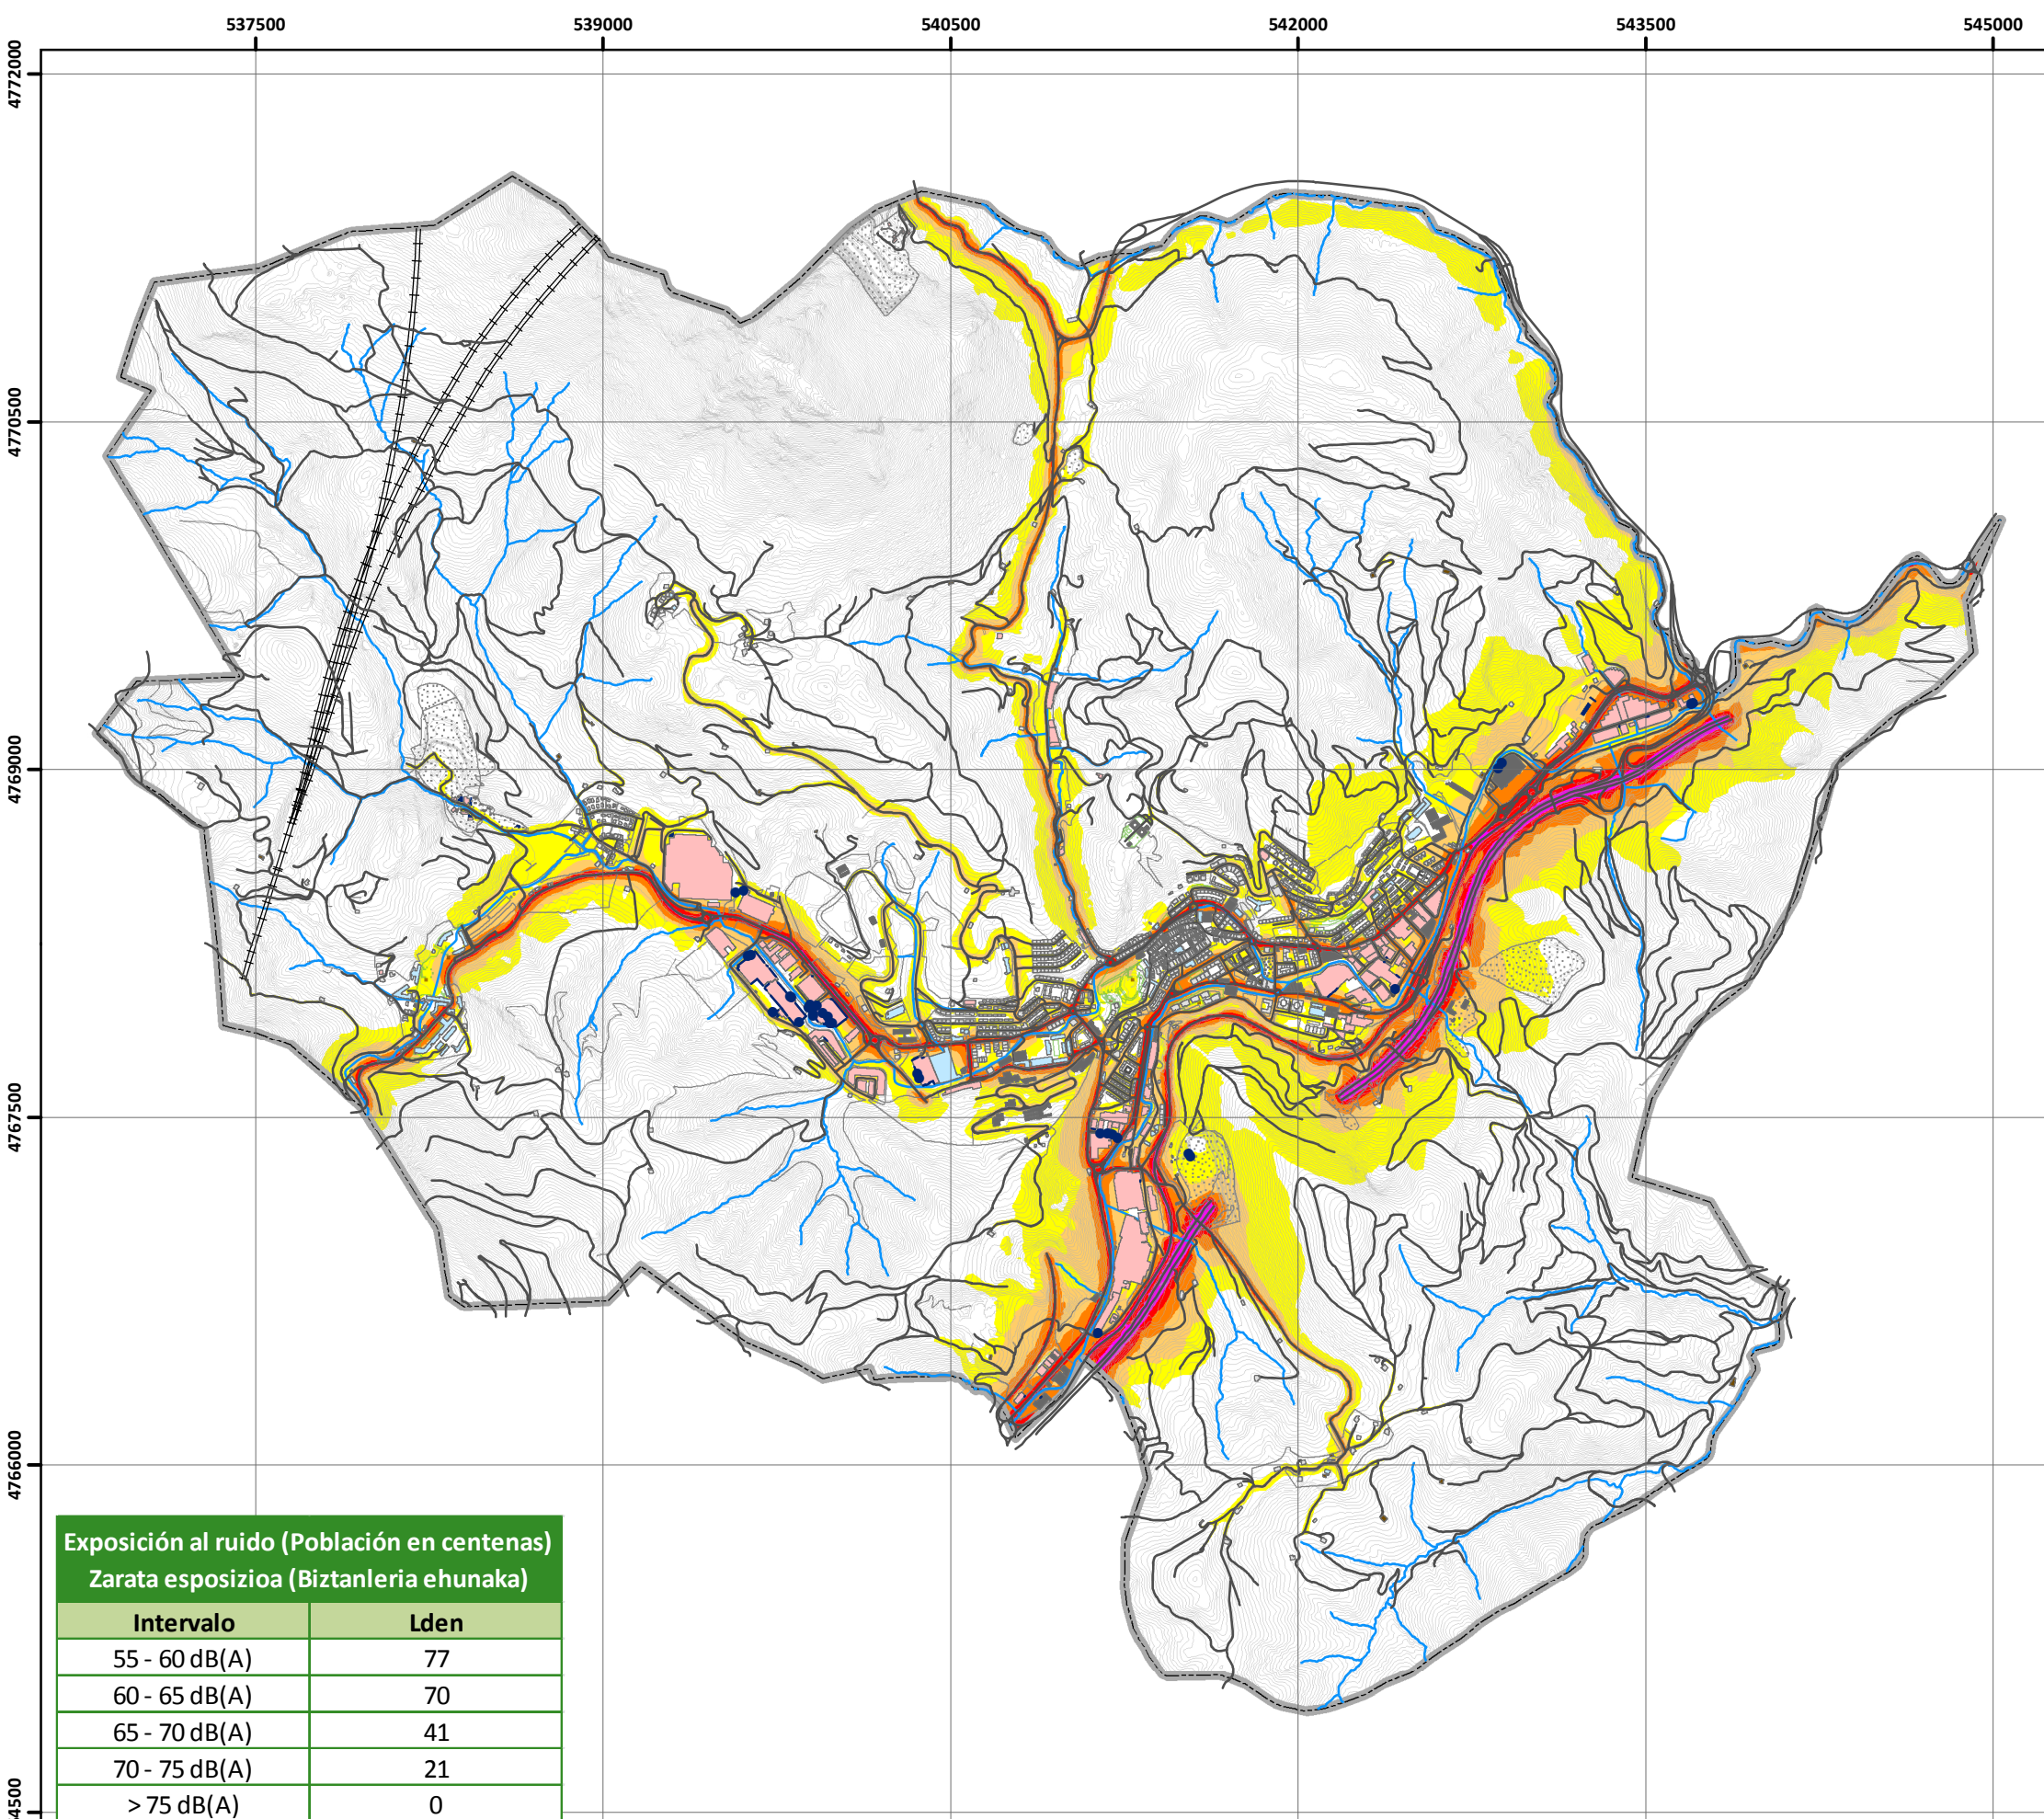 537500 539000 540500 542000 543500 545000
4772000
4770500
4769000
4767500
4766000
Exposición al ruido (Población en centenas)
Zarata esposizioa (Biztanleria ehunaka)
Intervalo Lden
55 - 60 dB(A) 77
60 - 65 dB(A) 70
65 - 70 dB(A) 41
70 - 75 dB(A) 21
> 75 dB(A) 0